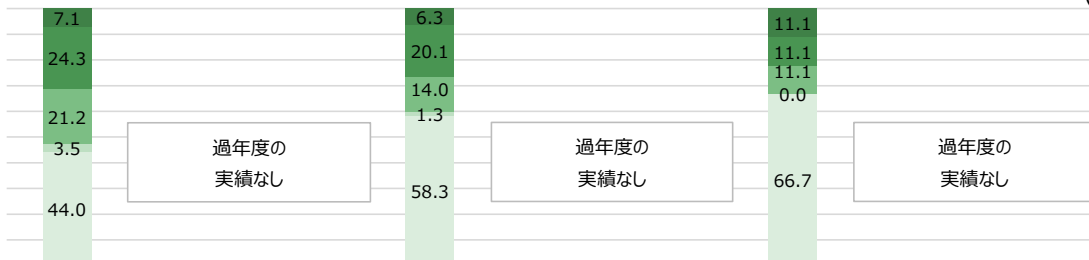 7.1
24.3
21.2
3.5
44.0
過年度の
実績なし
6.3
20.1
14.0
1.3
58.3
過年度の
実績なし
11.1
11.1
11.1
0.0
66.7
過年度の
実績なし